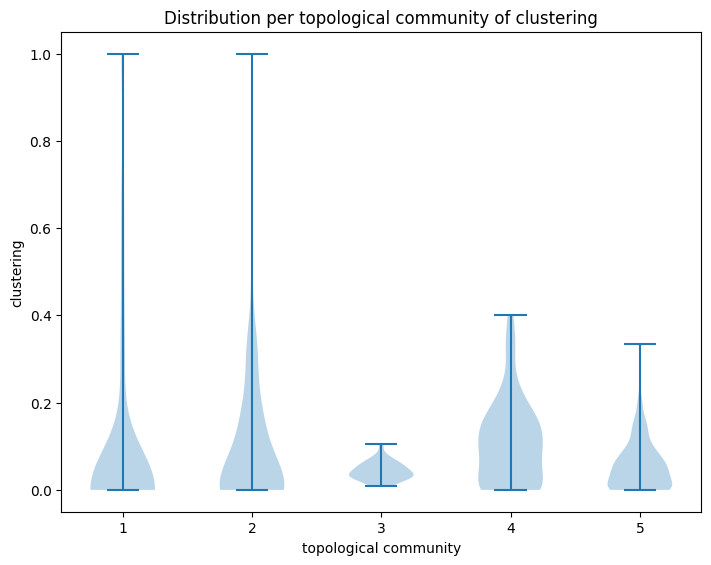 Distribution per topological community of clustering
1.0
0.8
0.6
0.4
0.2
0.0
clustering
1 2 3 4 5
topological community